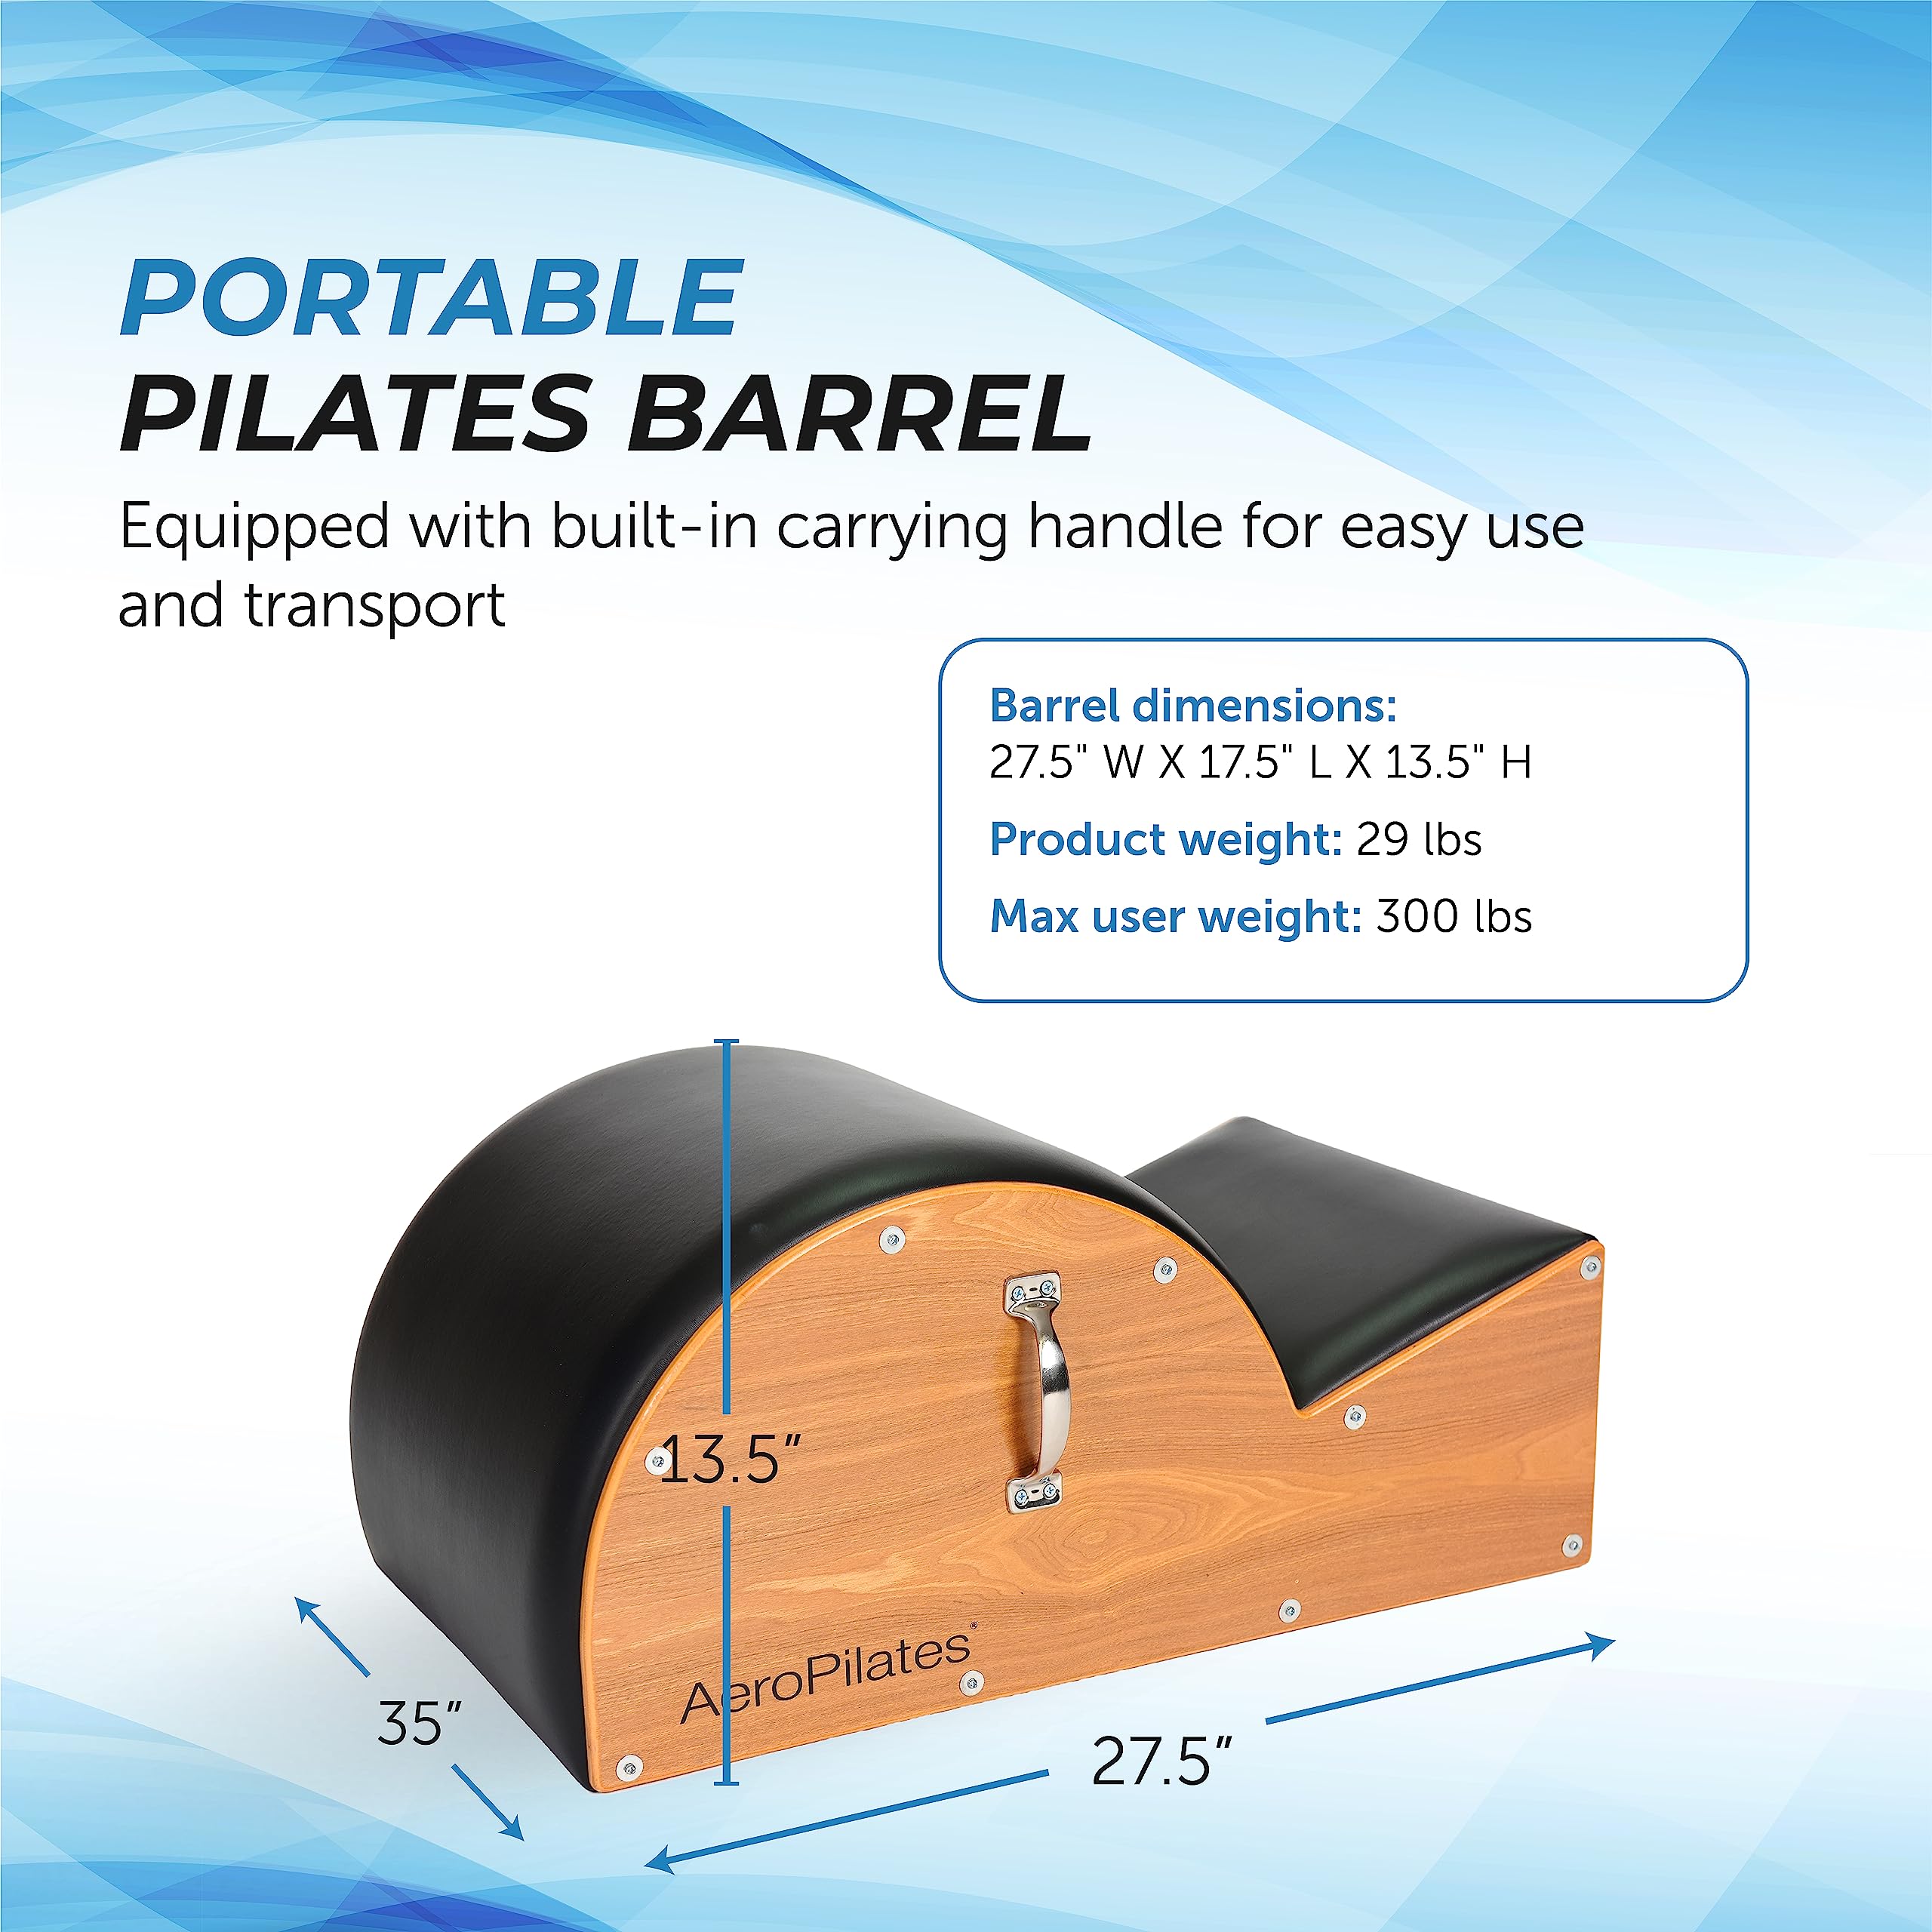 PORTABLE
PILATES BARREL
Equipped with built-in carrying handle for easy use
and transport
Barrel dimensions:
27.5" W X 17.5" L X 13.5" H
Product weight: 29 lbs
Max user weight: 300 lbs
13.5"
AeroPilates®
35"
27.5"